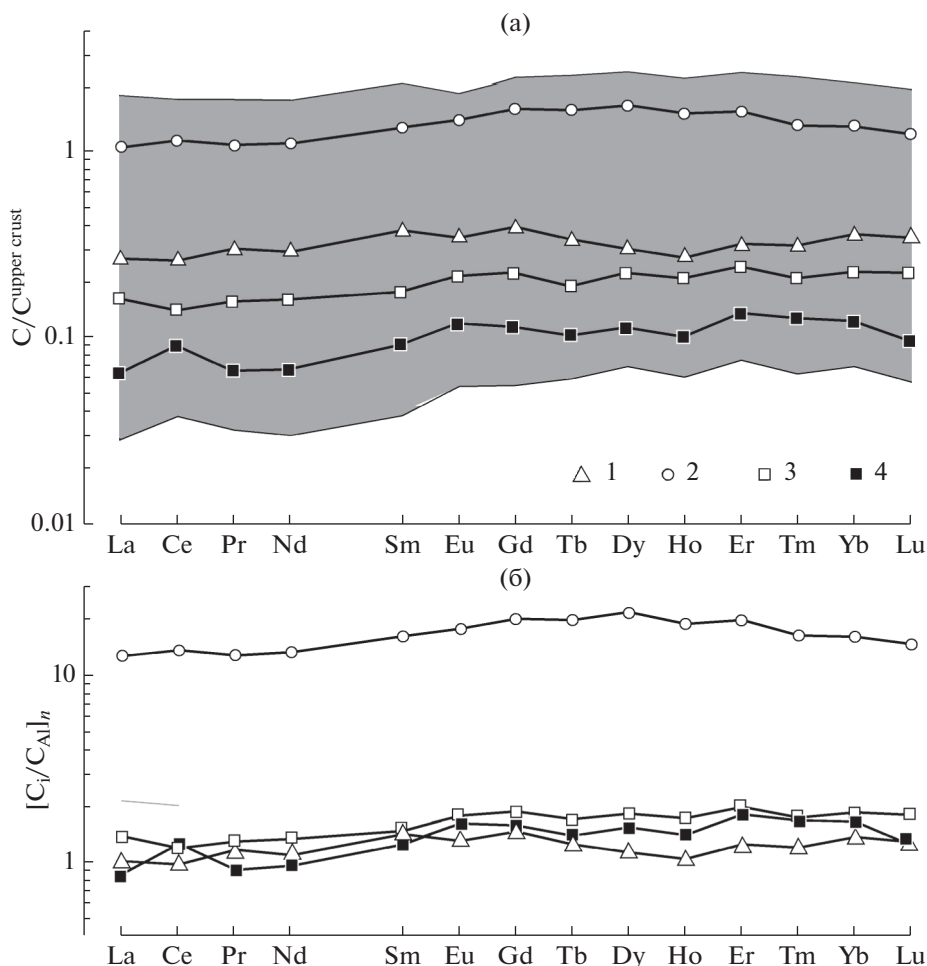 (а)
C/C^upper crust
1
0.1
0.01
1 2 3 4
La Ce Pr Nd Sm Eu Gd Tb Dy Ho Er Tm Yb Lu
(б)
[C_i/C_Al]_n
10
1
La Ce Pr Nd Sm Eu Gd Tb Dy Ho Er Tm Yb Lu